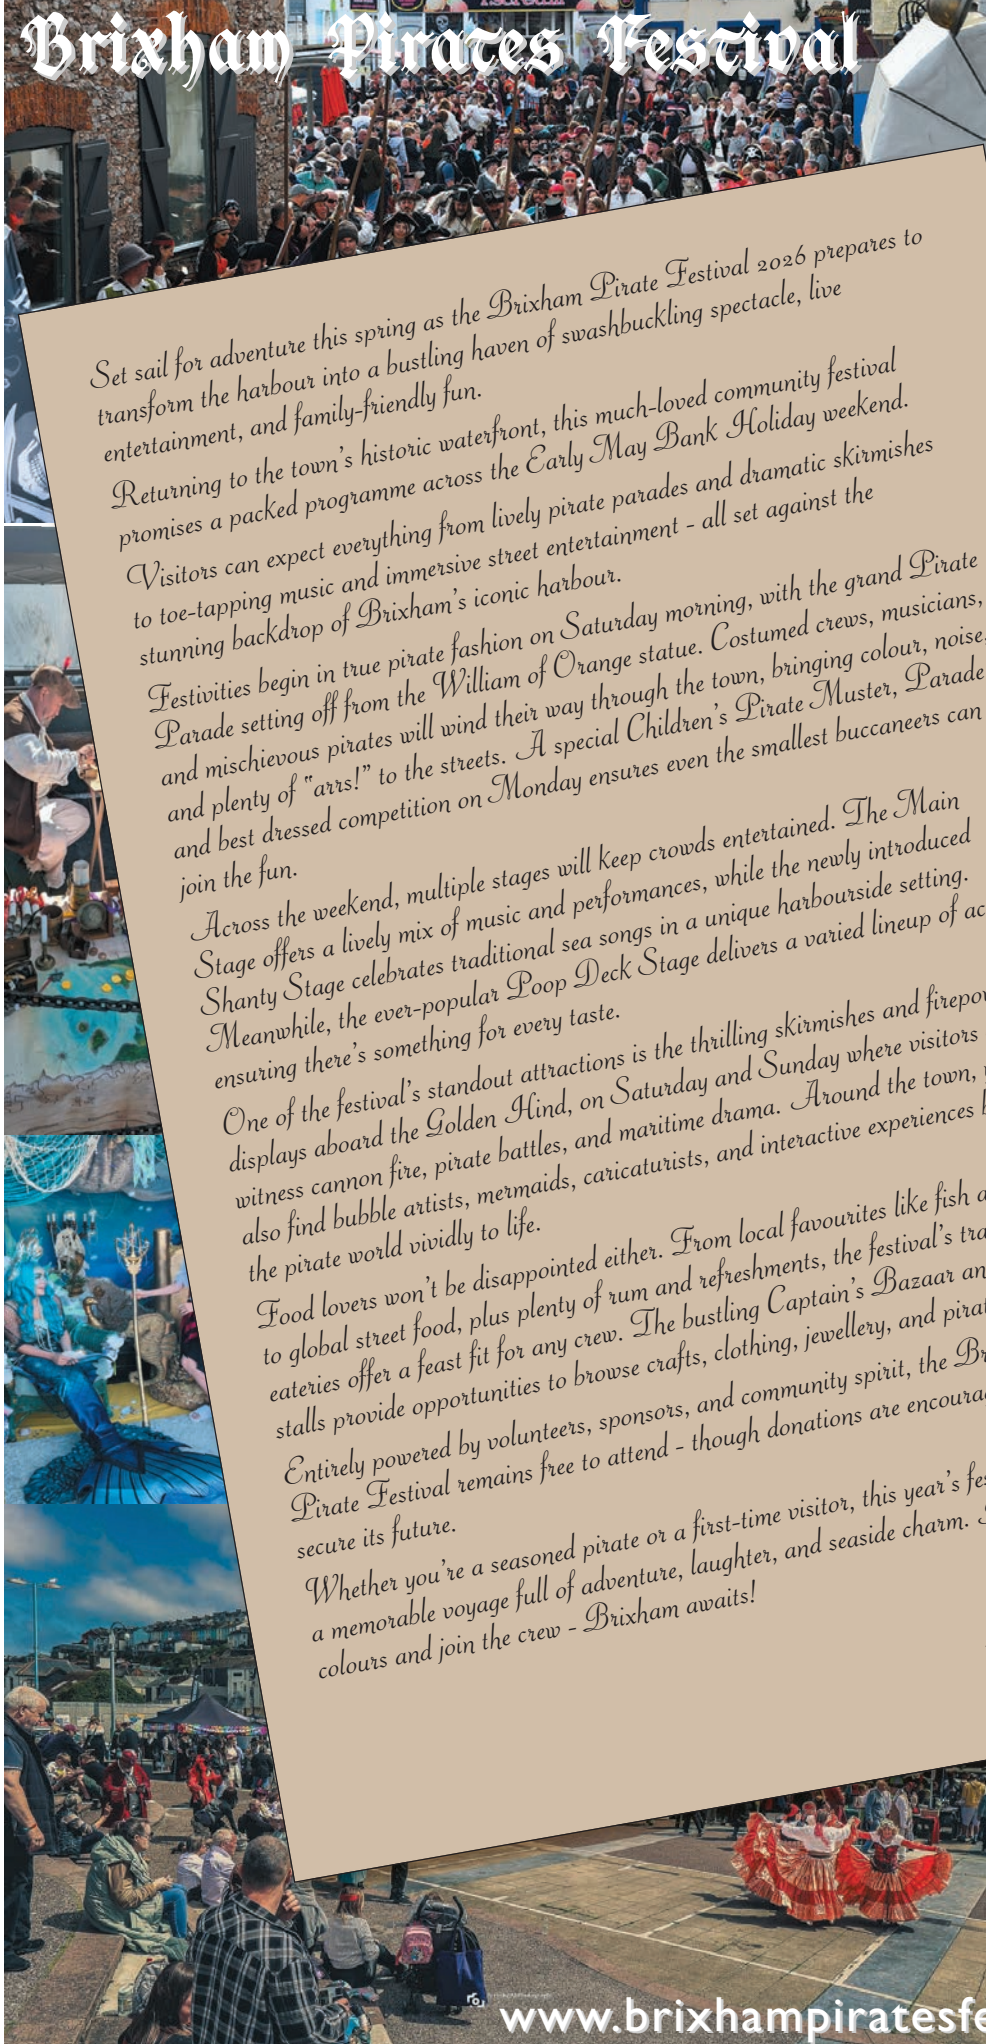 Brixham Pirates Festival
Set sail for adventure this spring as the Brixham Pirate Festival 2026 prepares to
transform the harbour into a bustling haven of swashbuckling spectacle, live
entertainment, and family-friendly fun.
Returning to the town's historic waterfront, this much-loved community festival
promises a packed programme across the Early May Bank Holiday weekend.
Visitors can expect everything from lively pirate parades and dramatic skirmishes
to toe-tapping music and immersive street entertainment - all set against the
stunning backdrop of Brixham's iconic harbour.
Festivities begin in true pirate fashion on Saturday morning, with the grand Pirate
Parade setting off from the William of Orange statue. Costumed crews, musicians,
and mischievous pirates will wind their way through the town, bringing colour, noise,
and plenty of "arrs!" to the streets. A special Children's Pirate Muster, Parade
and best dressed competition on Monday ensures even the smallest buccaneers can
join the fun.
Across the weekend, multiple stages will keep crowds entertained. The Main
Stage offers a lively mix of music and performances, while the newly introduced
Shanty Stage celebrates traditional sea songs in a unique harbourside setting.
Meanwhile, the ever-popular Poop Deck Stage delivers a varied lineup of ac
ensuring there's something for every taste.
One of the festival's standout attractions is the thrilling skirmishes and firepow
displays aboard the Golden Hind, on Saturday and Sunday where visitors
witness cannon fire, pirate battles, and maritime drama. Around the town,
also find bubble artists, mermaids, caricaturists, and interactive experiences
the pirate world vividly to life.
Food lovers won't be disappointed either. From local favourites like fish a
to global street food, plus plenty of rum and refreshments, the festival's tra
eateries offer a feast fit for any crew. The bustling Captain's Bazaar an
stalls provide opportunities to browse crafts, clothing, jewellery, and pirat
Entirely powered by volunteers, sponsors, and community spirit, the Br
Pirate Festival remains free to attend - though donations are encourag
secure its future.
Whether you're a seasoned pirate or a first-time visitor, this year's fes
a memorable voyage full of adventure, laughter, and seaside charm.
colours and join the crew - Brixham awaits!
www.brixhampiratesfe